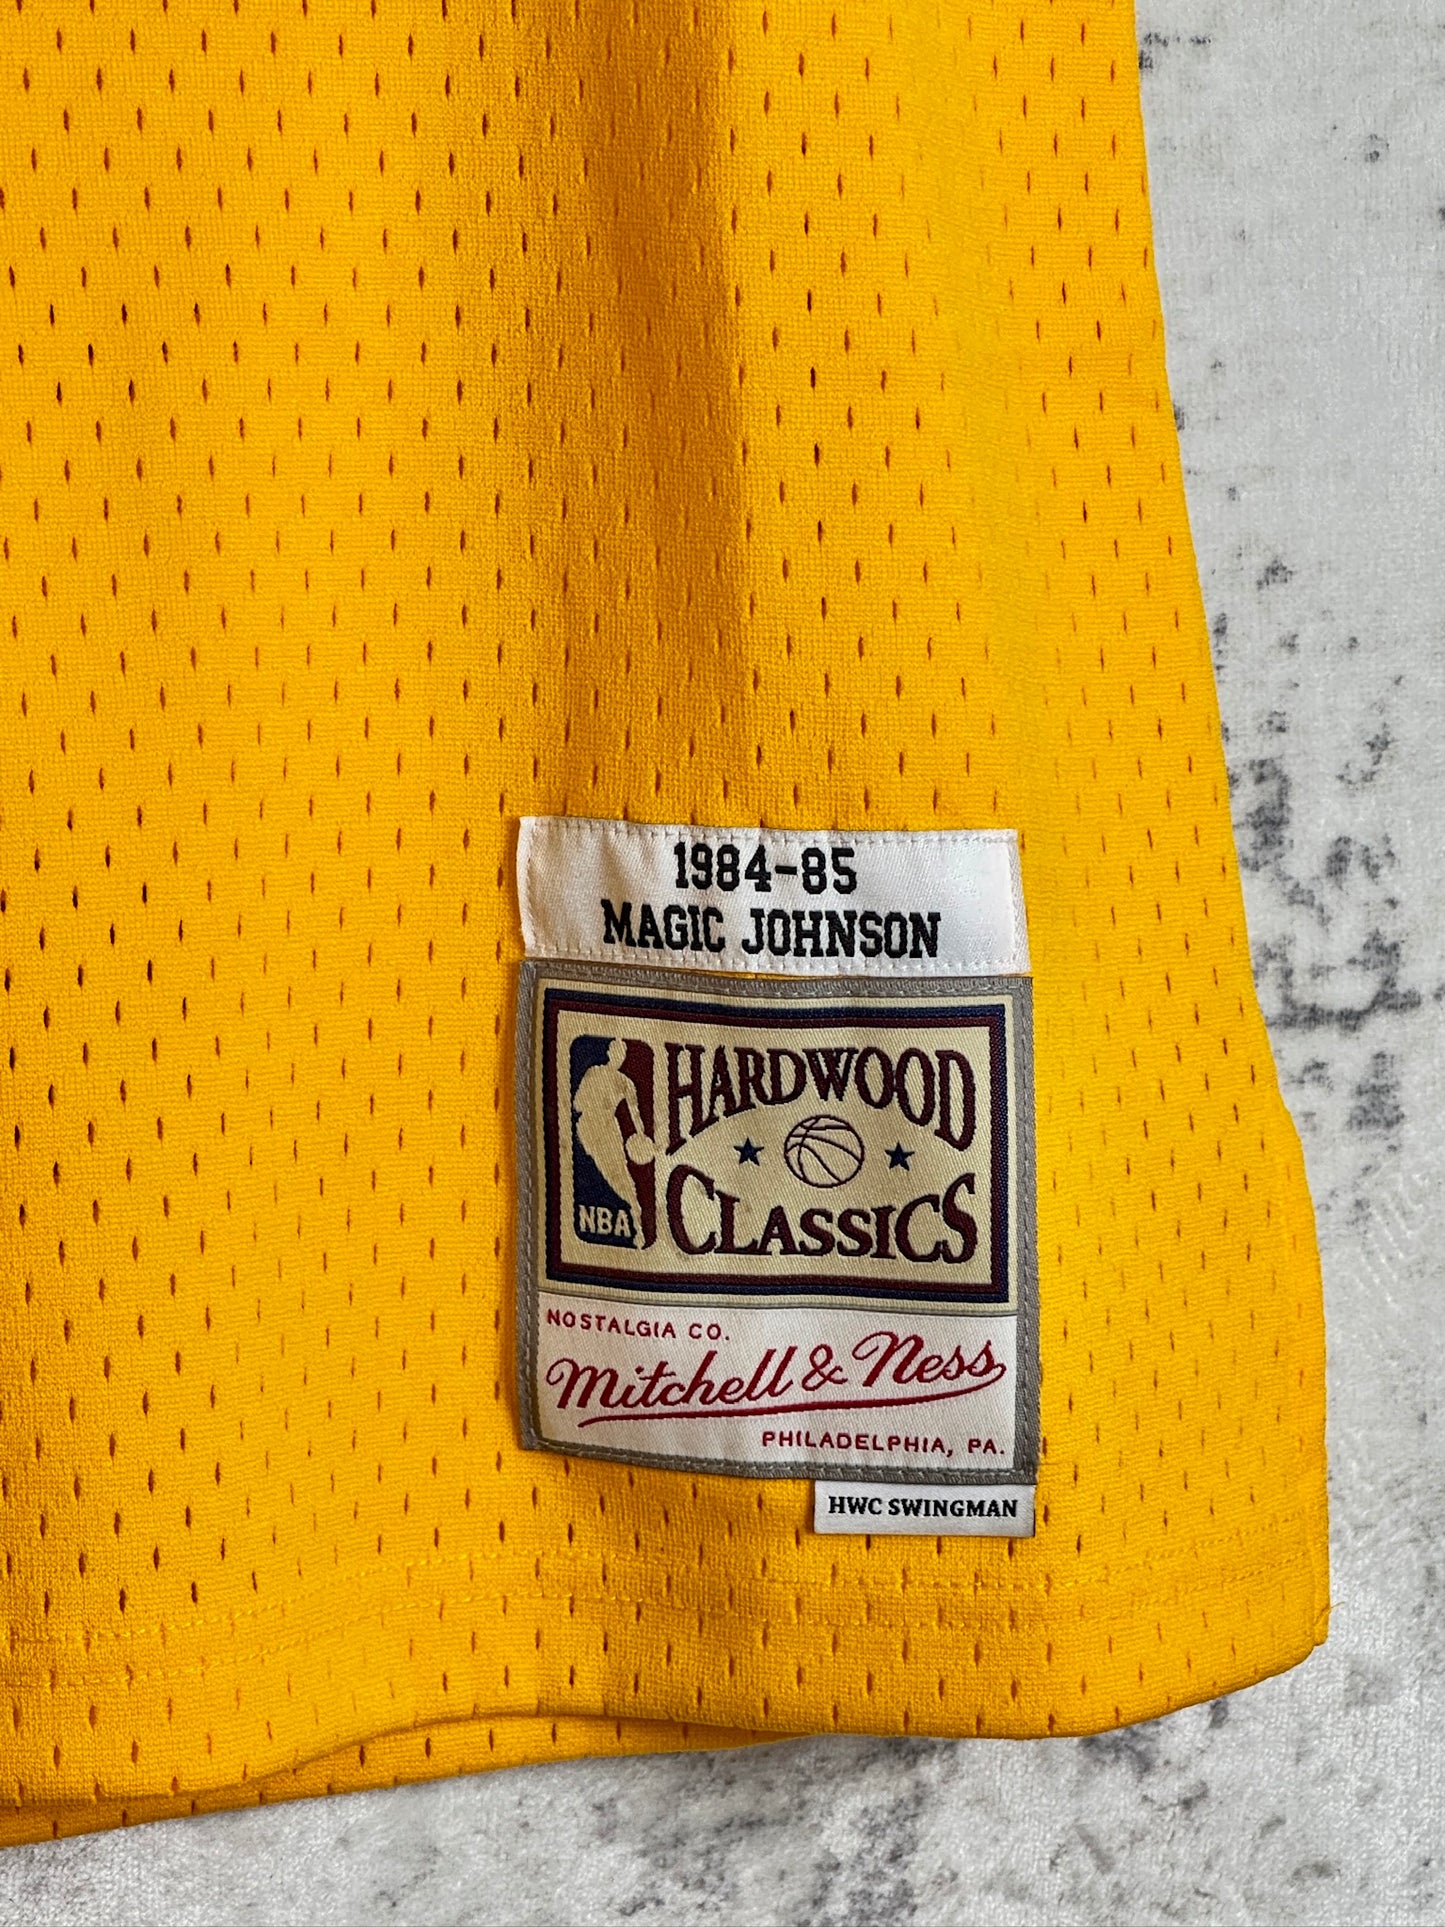 1984-85
MAGIC JOHNSON
HARDWOOD
CLASSICS
NBA
NOSTALGIA CO.
Mitchell & Ness
PHILADELPHIA, PA.
HWC SWINGMAN